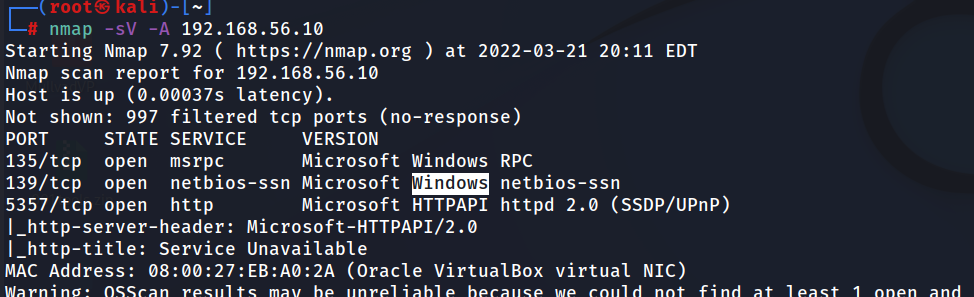 (root㉿kali)-[~]
# nmap -sV -A 192.168.56.10
Starting Nmap 7.92 ( https://nmap.org ) at 2022-03-21 20:11 EDT
Nmap scan report for 192.168.56.10
Host is up (0.00037s latency).
Not shown: 997 filtered tcp ports (no-response)
PORT     STATE SERVICE     VERSION
135/tcp  open  msrpc       Microsoft Windows RPC
139/tcp  open  netbios-ssn Microsoft Windows netbios-ssn
5357/tcp open  http        Microsoft HTTPAPI httpd 2.0 (SSDP/UPnP)
|_http-server-header: Microsoft-HTTPAPI/2.0
|_http-title: Service Unavailable
MAC Address: 08:00:27:EB:A0:2A (Oracle VirtualBox virtual NIC)
Warning: OSScan results may be unreliable because we could not find at least 1 open and